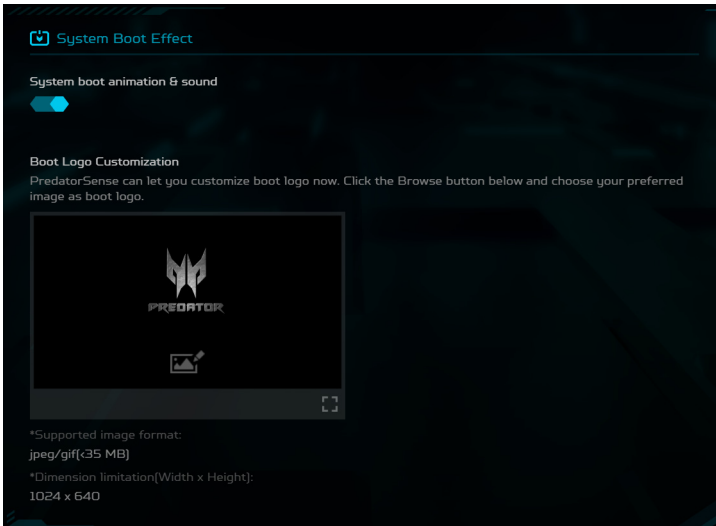 System Boot Effect
System boot animation & sound
Boot Logo Customization
PredatorSense can let you customize boot logo now. Click the Browse button below and choose your preferred
image as boot logo.
PREDATOR
*Supported image format:
jpeg/gif(<35 MB)
*Dimension limitation(Width x Height):
1024 x 640